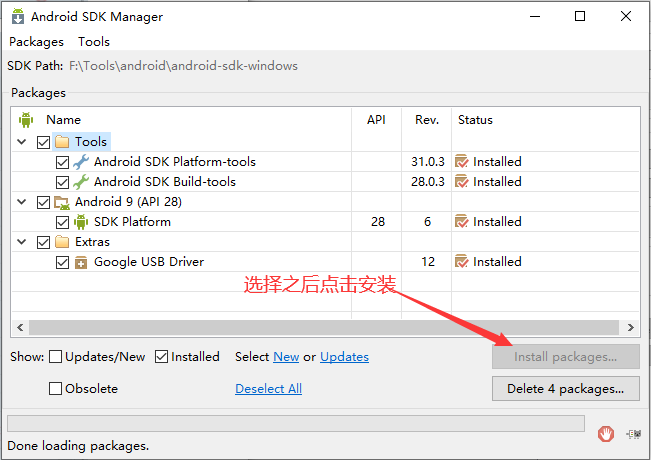 Android SDK Manager
Packages Tools
SDK Path: F:\Tools\android\android-sdk-windows
Packages
Name API Rev. Status
Tools
Android SDK Platform-tools 31.0.3 Installed
Android SDK Build-tools 28.0.3 Installed
Android 9 (API 28)
SDK Platform 28 6 Installed
Extras
Google USB Driver 12 Installed
选择之后点击安装
Show: Updates/New Installed Select New or Updates Install packages...
Obsolete Deselect All Delete 4 packages...
Done loading packages.